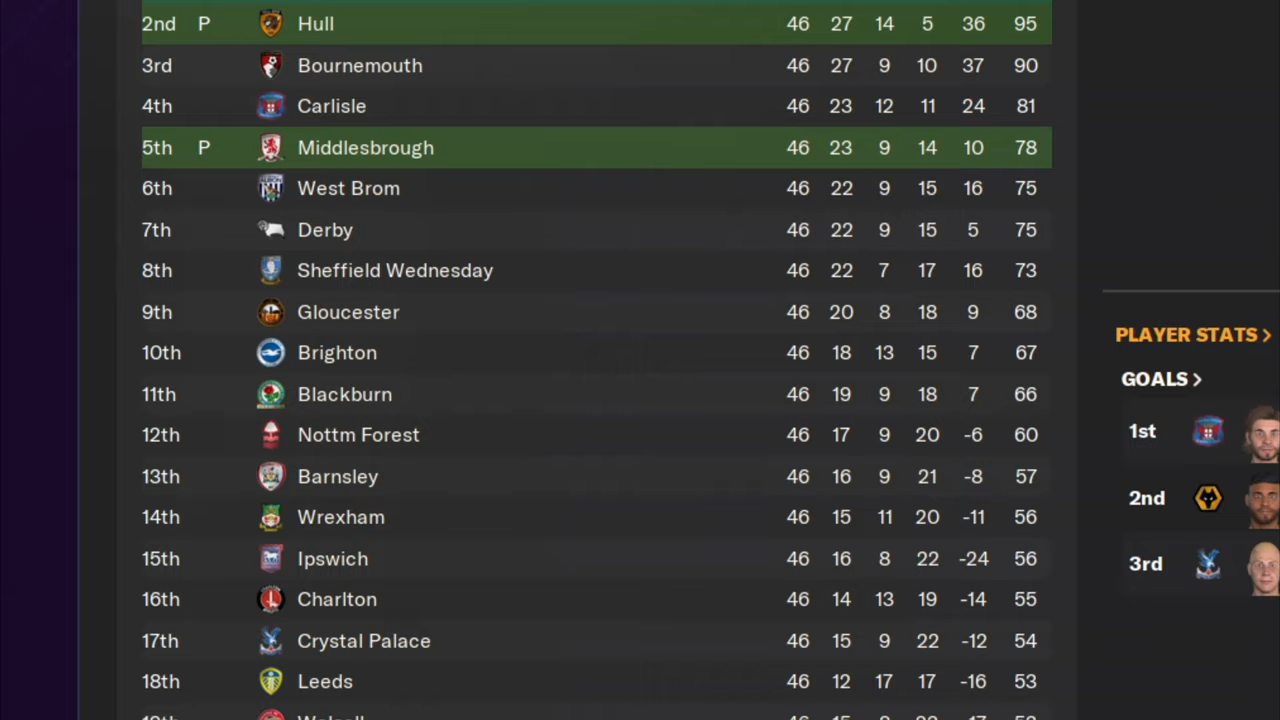 2nd P Hull 46 27 14 5 36 95
3rd Bournemouth 46 27 9 10 37 90
4th Carlisle 46 23 12 11 24 81
5th P Middlesbrough 46 23 9 14 10 78
6th West Brom 46 22 9 15 16 75
7th Derby 46 22 9 15 5 75
8th Sheffield Wednesday 46 22 7 17 16 73
9th Gloucester 46 20 8 18 9 68
10th Brighton 46 18 13 15 7 67
11th Blackburn 46 19 9 18 7 66
12th Nottm Forest 46 17 9 20 -6 60
13th Barnsley 46 16 9 21 -8 57
14th Wrexham 46 15 11 20 -11 56
15th Ipswich 46 16 8 22 -24 56
16th Charlton 46 14 13 19 -14 55
17th Crystal Palace 46 15 9 22 -12 54
18th Leeds 46 12 17 17 -16 53
PLAYER STATS >
GOALS >
1st
2nd
3rd